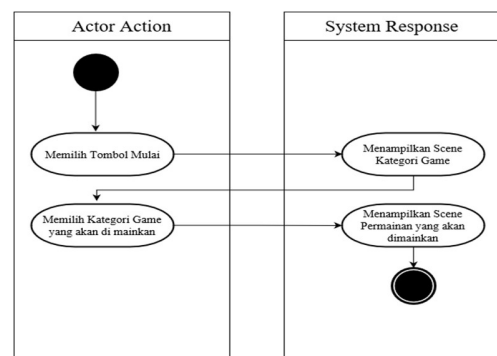 Actor Action
System Response
Memilih Tombol Mulai
Menampilkan Scene
Kategori Game
Memilih Kategori Game
yang akan di mainkan
Menampilkan Scene
Permainan yang akan
dimainkan